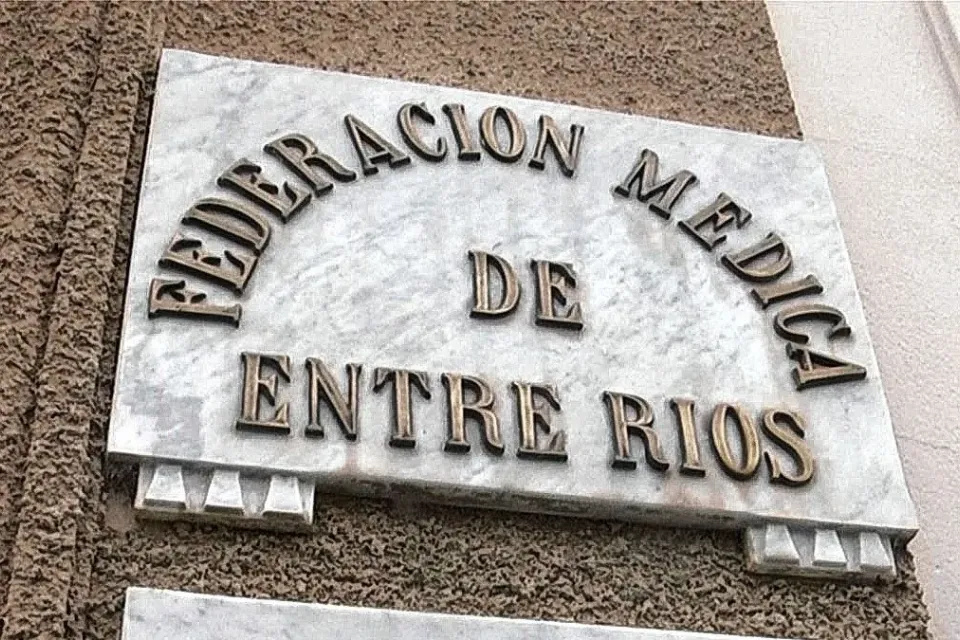 FEDERACION MEDICA
DE
ENTRE RIOS